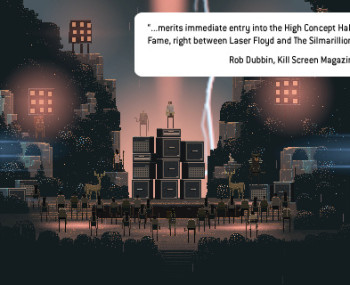 "...merits immediate entry into the High Concept Hal
Fame, right between Laser Floyd and The Silmarillion
Rob Dubbin, Kill Screen Magazin